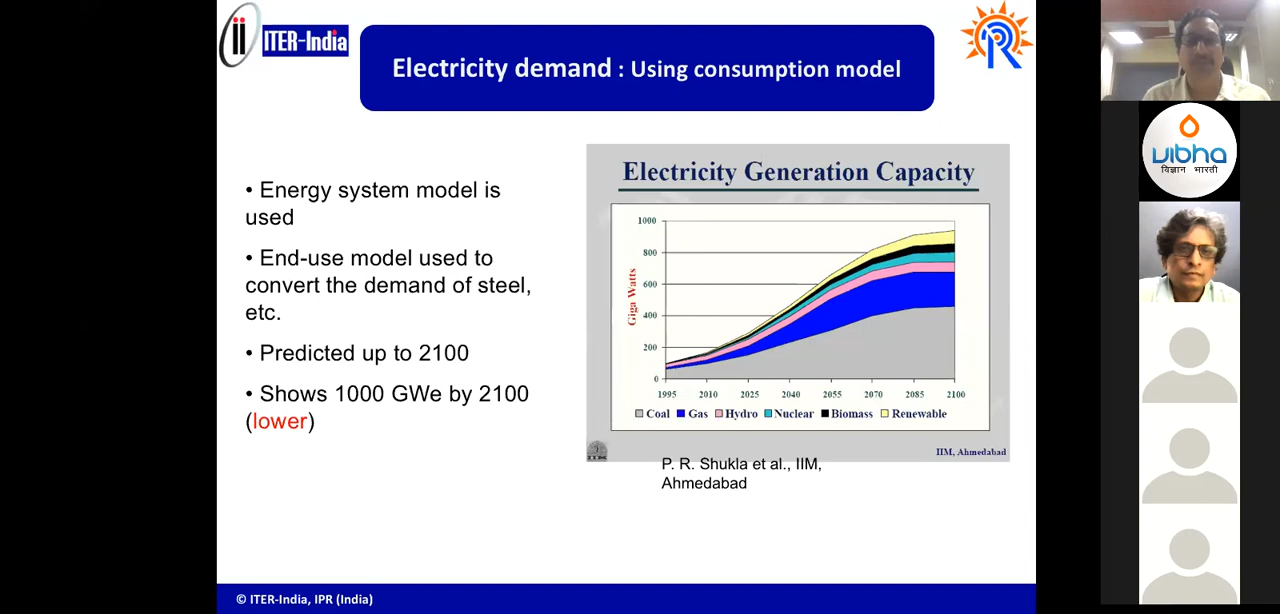 ITER-India
Electricity demand : Using consumption model
• Energy system model is
used
• End-use model used to
convert the demand of steel,
etc.
• Predicted up to 2100
• Shows 1000 GWe by 2100
(lower)
Electricity Generation Capacity
Giga Watts
1000
800
600
400
200
0
1995 2010 2025 2040 2055 2070 2085 2100
Coal Gas Hydro Nuclear Biomass Renewable
IIM, Ahmedabad
P. R. Shukla et al., IIM,
Ahmedabad
© ITER-India, IPR (India)
vibha
विज्ञान भारती